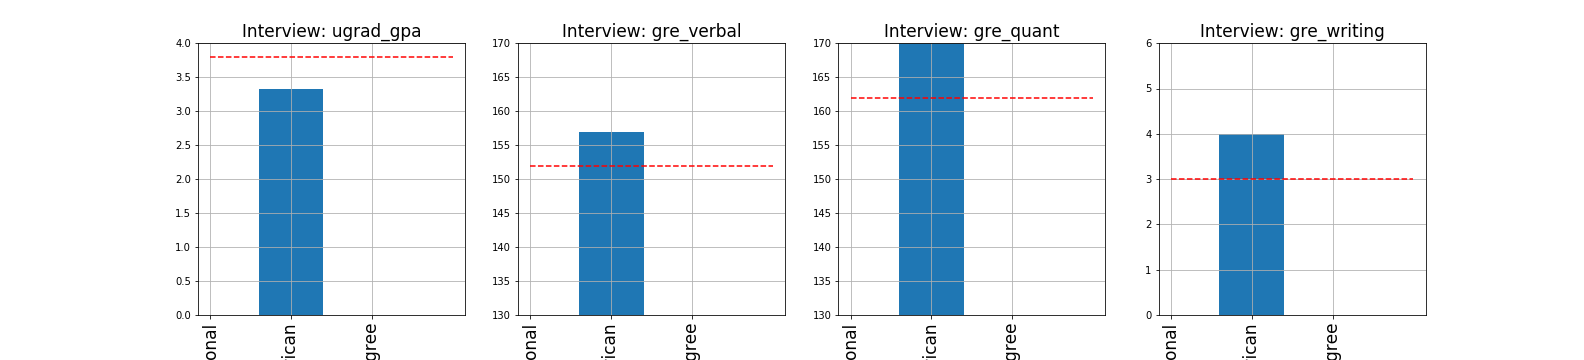 Interview: ugrad_gpa
4.0
3.5
3.0
2.5
2.0
1.5
1.0
0.5
0.0
onal
ican
gree
Interview: gre_verbal
170
165
160
155
150
145
140
135
130
onal
ican
gree
Interview: gre_quant
170
165
160
155
150
145
140
135
130
onal
ican
gree
Interview: gre_writing
6
5
4
3
2
1
0
onal
ican
gree